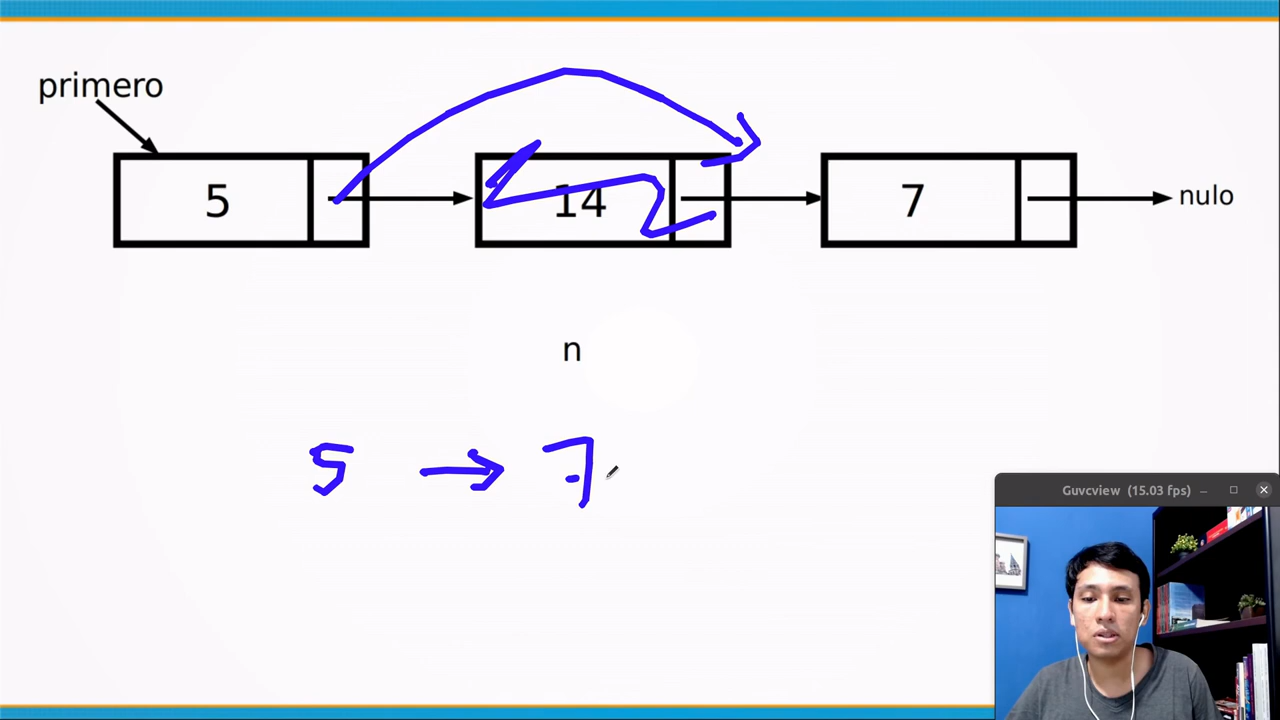 primero
5 14 7 nulo
n
5 → 7
Guvcview (15.03 fps)